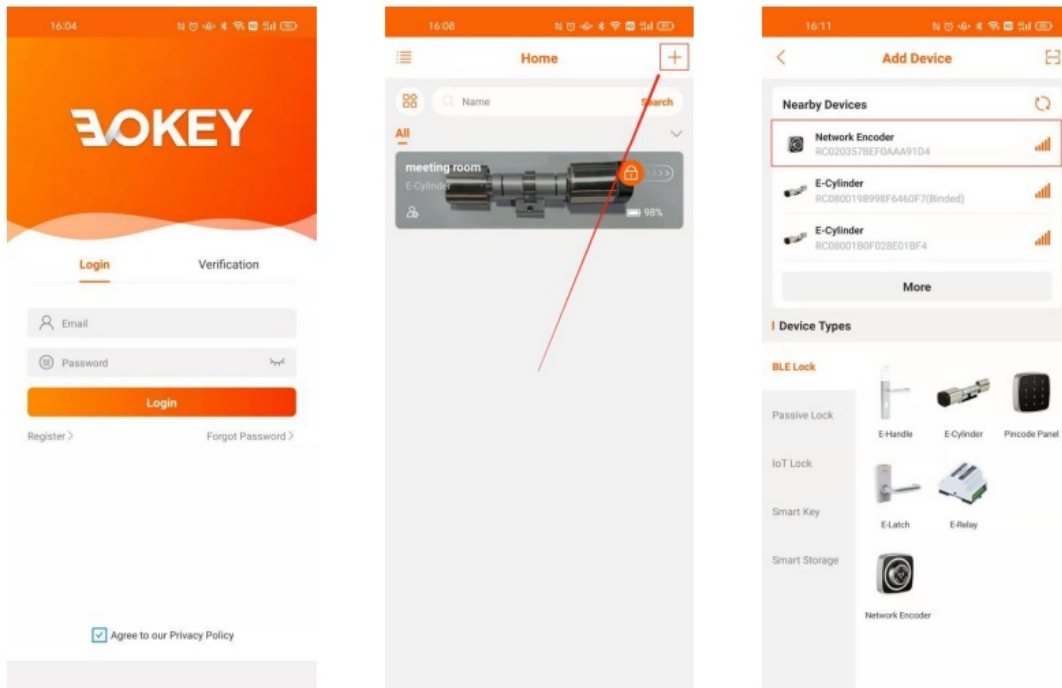 16:04
ƎOKEY
Login
Verification
Email
Password
Login
Register >
Forgot Password >
Agree to our Privacy Policy
16:08
Home
Name
Search
All
meeting room
E-Cylinder
98%
16:11
Add Device
Nearby Devices
Network Encoder
RC020357BEF0AAA91D4
E-Cylinder
RC0800198998F6460F7(Binded)
E-Cylinder
RC08001B0F028E01BF4
More
Device Types
BLE Lock
Passive Lock
IoT Lock
Smart Key
Smart Storage
E-Handle
E-Cylinder
Pincode Panel
E-Latch
E-Relay
Network Encoder